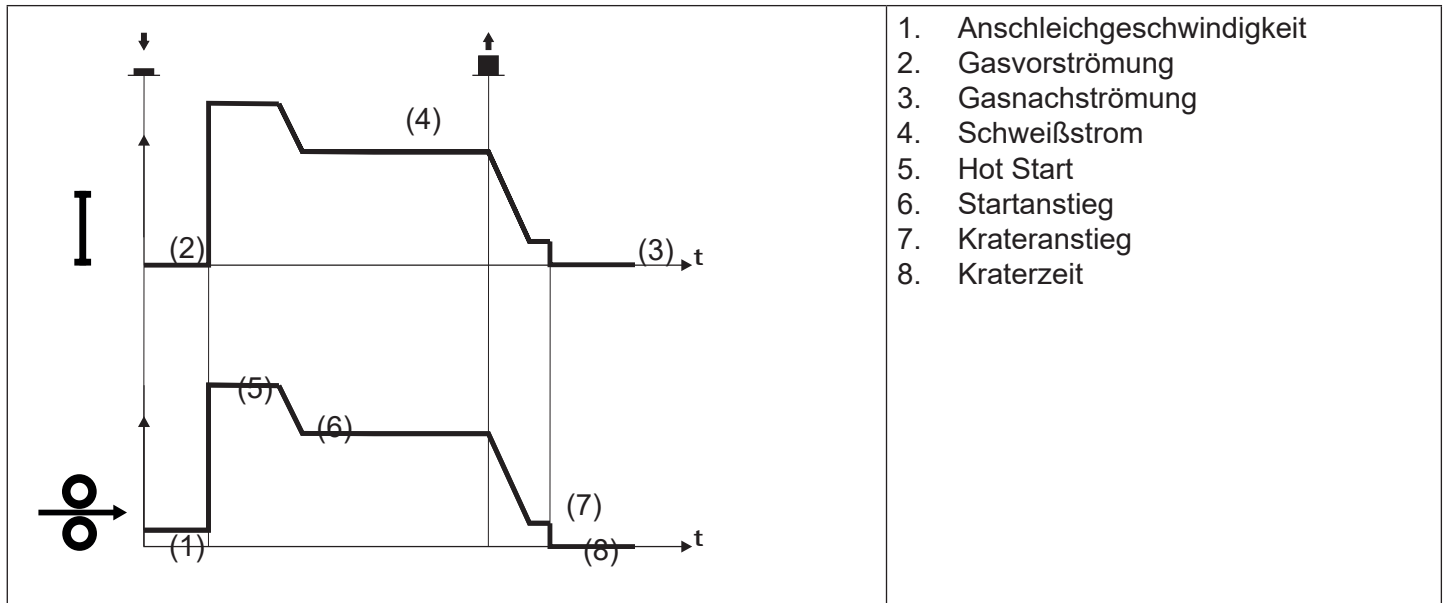 (4)
I
(2)
(3)
t
(5)
(6)
(7)
(1)
(8)
t
1. Anschleichgeschwindigkeit
2. Gasvorströmung
3. Gasnachströmung
4. Schweißstrom
5. Hot Start
6. Startanstieg
7. Krateranstieg
8. Kraterzeit